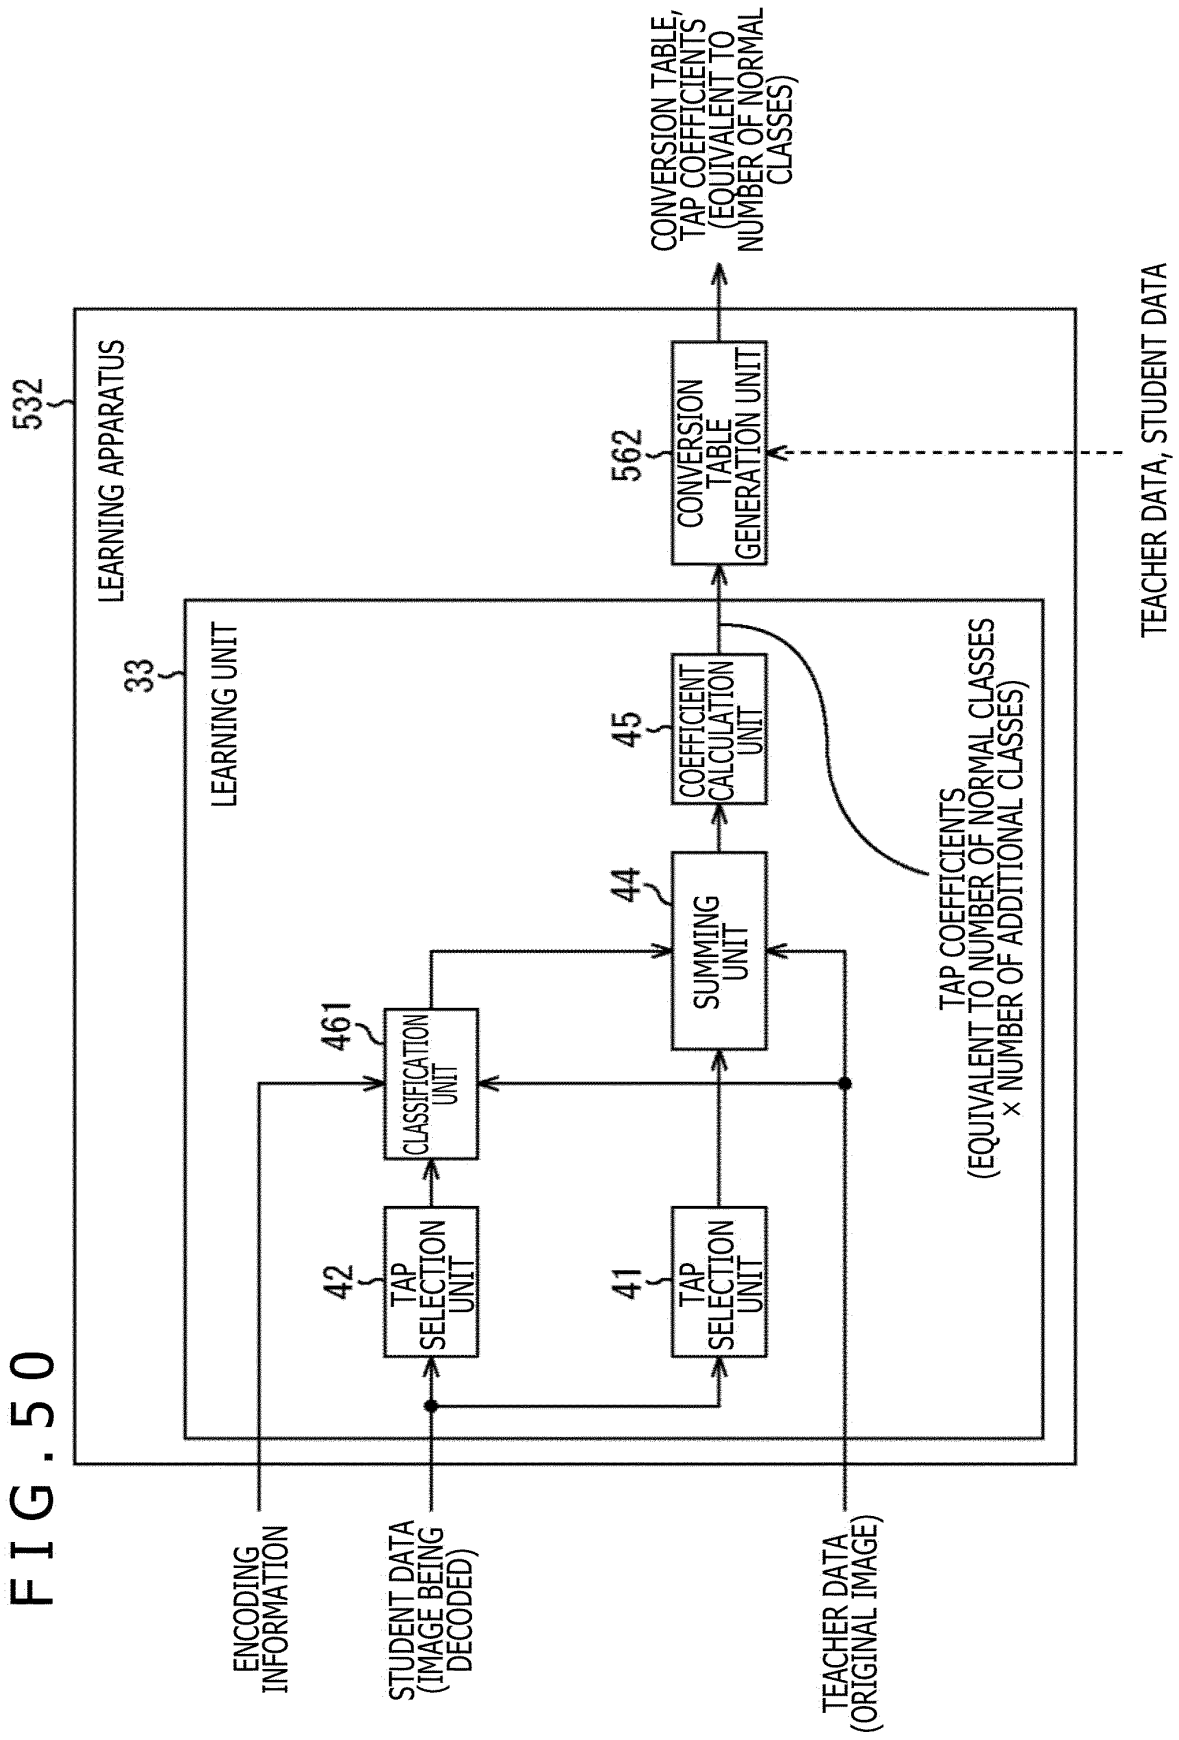 FIG.50
532
LEARNING APPARATUS
33
LEARNING UNIT
ENCODING
INFORMATION
STUDENT DATA
(IMAGE BEING
DECODED)
42
TAP
SELECTION
UNIT
461
CLASSIFICATION
UNIT
41
TAP
SELECTION
UNIT
44
SUMMING
UNIT
45
COEFFICIENT
CALCULATION
UNIT
562
CONVERSION
TABLE
GENERATION UNIT
CONVERSION TABLE,
TAP COEFFICIENTS
(EQUIVALENT TO
NUMBER OF NORMAL
CLASSES)
TEACHER DATA
(ORIGINAL IMAGE)
TAP COEFFICIENTS
(EQUIVALENT TO NUMBER OF NORMAL CLASSES
× NUMBER OF ADDITIONAL CLASSES)
TEACHER DATA, STUDENT DATA